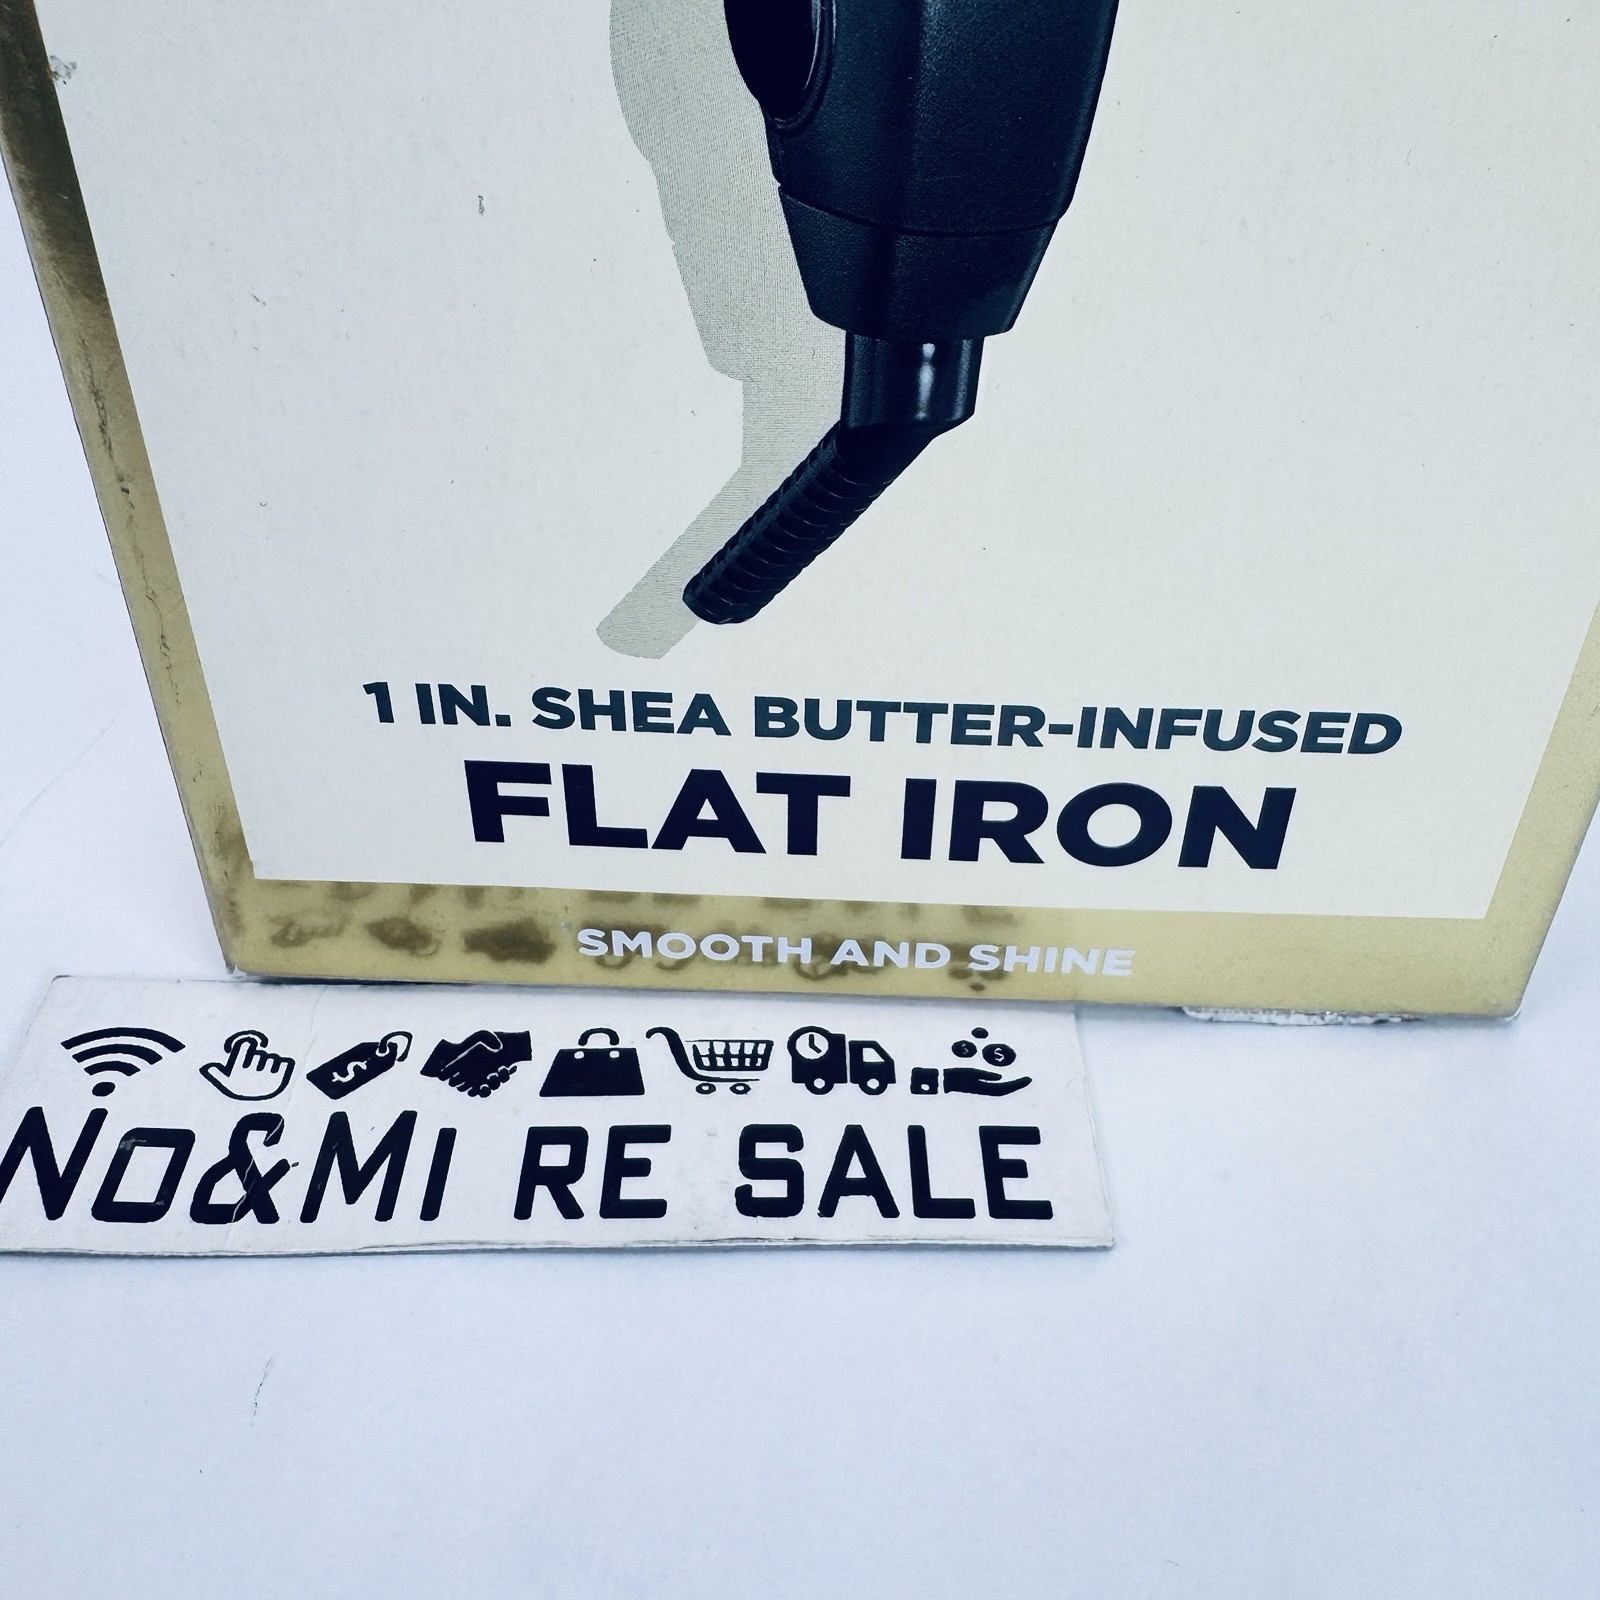 1 IN. SHEA BUTTER-INFUSED
FLAT IRON
SMOOTH AND SHINE
No&Mi RE SALE